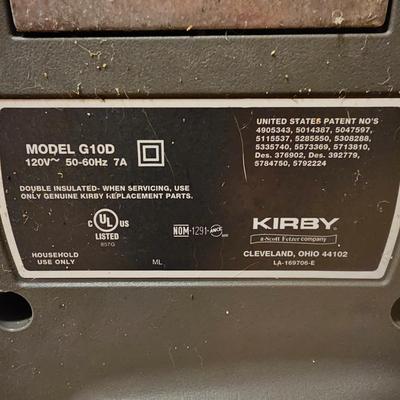 MODEL G10D
120V~ 50-60Hz 7A
DOUBLE INSULATED- WHEN SERVICING, USE
ONLY GENUINE KIRBY REPLACEMENT PARTS.
C UL US
LISTED
857G
HOUSEHOLD
USE ONLY
ML
NOM-1291-ANCE
UNITED STATES PATENT NO'S
4905343, 5014387, 5047597,
5115537, 5285550, 5308288,
5335740, 5573369, 5713810,
Des. 376902, Des. 392779,
5784750, 5792224
KIRBY
a Scott Fetzer company
CLEVELAND, OHIO 44102
LA-169706-E